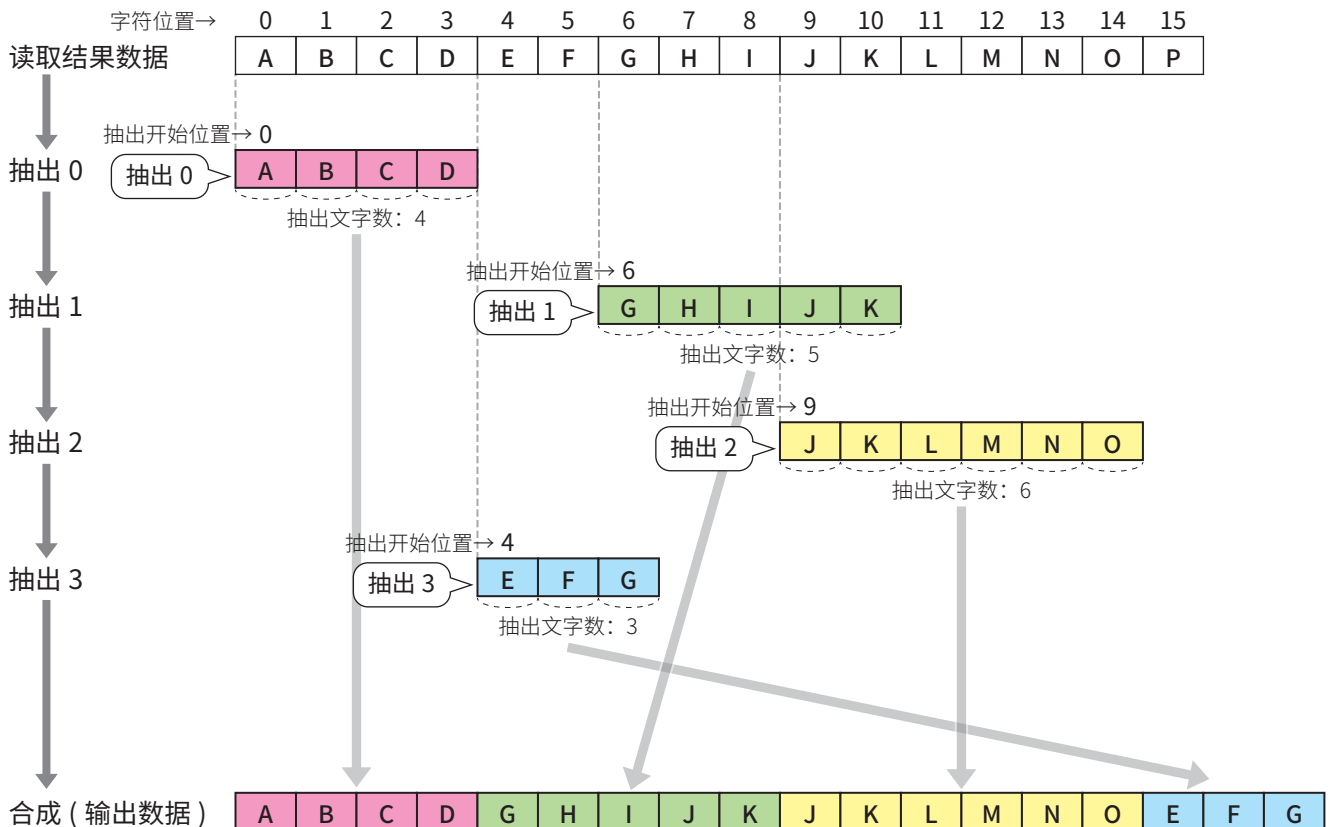 字符位置→ 0 1 2 3 4 5 6 7 8 9 10 11 12 13 14 15
读取结果数据 A B C D E F G H I J K L M N O P
抽出开始位置→ 0
抽出 0 抽出 0 A B C D
抽出文字数：4
抽出开始位置→ 6
抽出 1 抽出 1 G H I J K
抽出文字数：5
抽出开始位置→ 9
抽出 2 抽出 2 J K L M N O
抽出文字数：6
抽出开始位置→ 4
抽出 3 抽出 3 E F G
抽出文字数：3
合成 ( 输出数据 ) A B C D G H I J K J K L M N O E F G